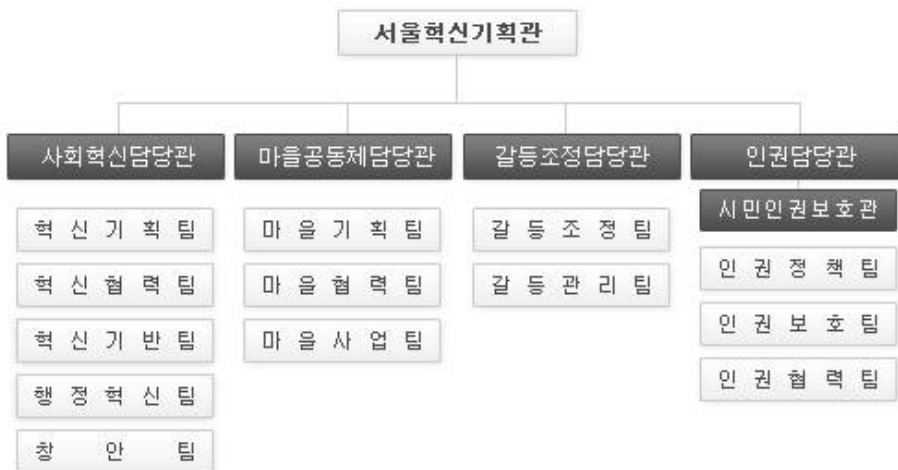 서울혁신기획관
사회혁신담당관
혁신기획팀
혁신협력팀
혁신기반팀
행정혁신팀
창안팀
마을공동체담당관
마을기획팀
마을협력팀
마을사업팀
갈등조정담당관
갈등조정팀
갈등관리팀
인권담당관
시민인권보호관
인권정책팀
인권보호팀
인권협력팀